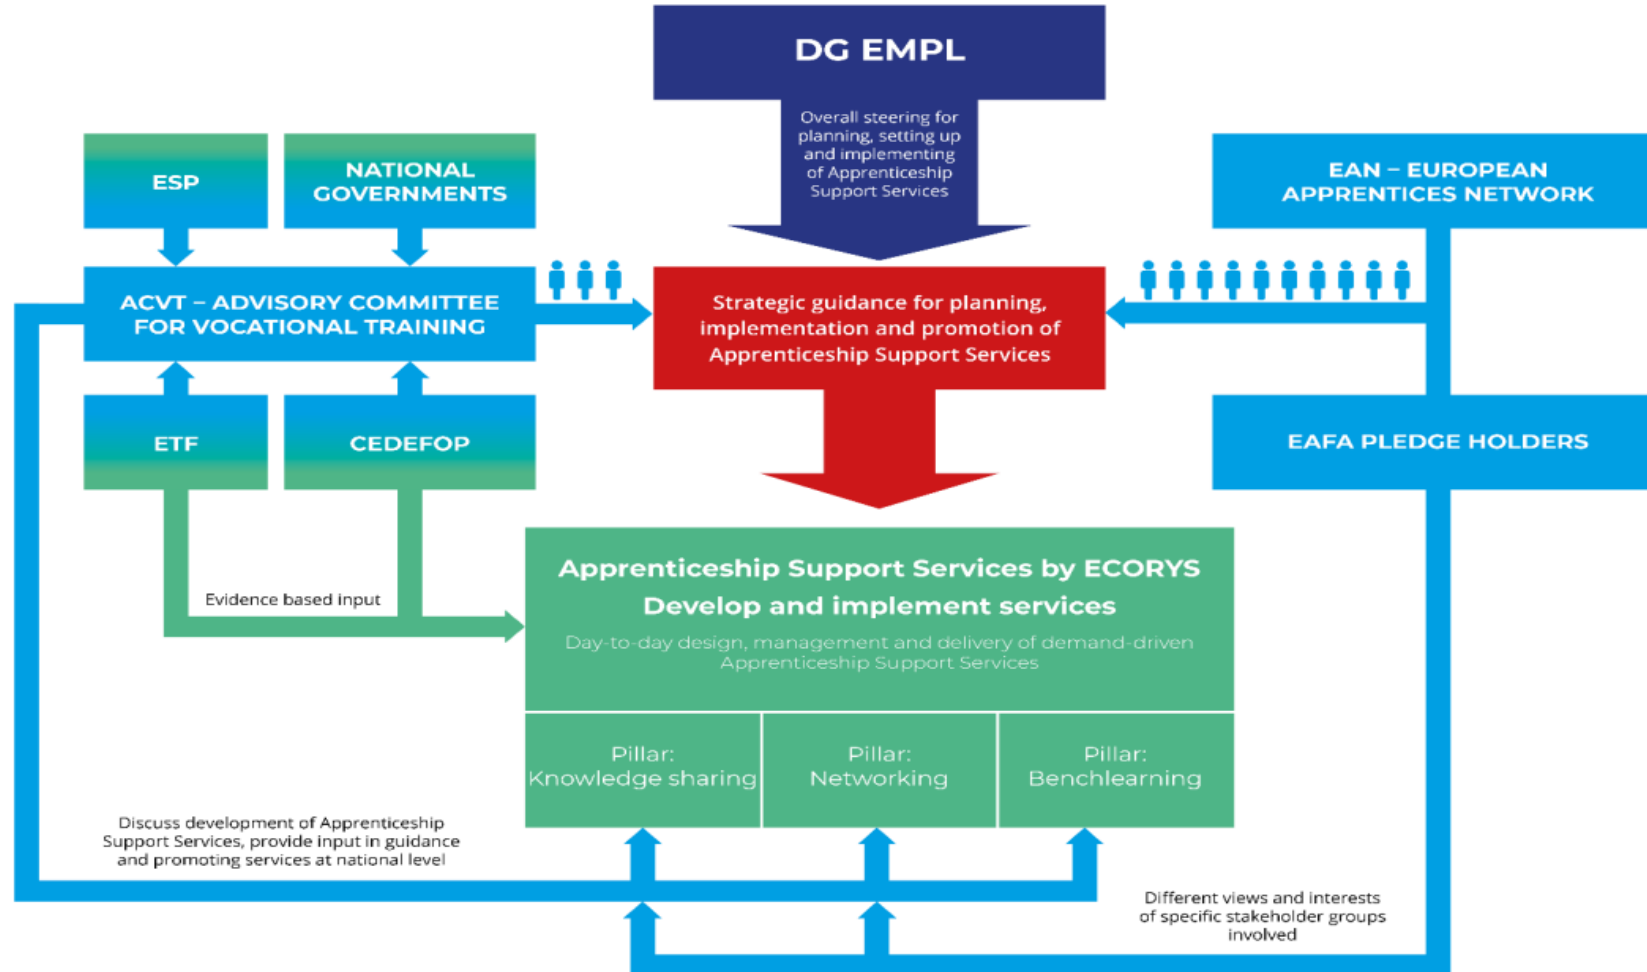 DG EMPL
Overall steering for
planning, setting up
and implementing
of Apprenticeship
Support Services
ESP
NATIONAL
GOVERNMENTS
EAN – EUROPEAN
APPRENTICES NETWORK
ACVT – ADVISORY COMMITTEE
FOR VOCATIONAL TRAINING
Strategic guidance for planning,
implementation and promotion of
Apprenticeship Support Services
ETF
CEDEFOP
EAFA PLEDGE HOLDERS
Evidence based input
Apprenticeship Support Services by ECORYS
Develop and implement services
Day-to-day design, management and delivery of demand-driven
Apprenticeship Support Services
Pillar:
Knowledge sharing
Pillar:
Networking
Pillar:
Benchlearning
Discuss development of Apprenticeship
Support Services, provide input in guidance
and promoting services at national level
Different views and interests
of specific stakeholder groups
involved